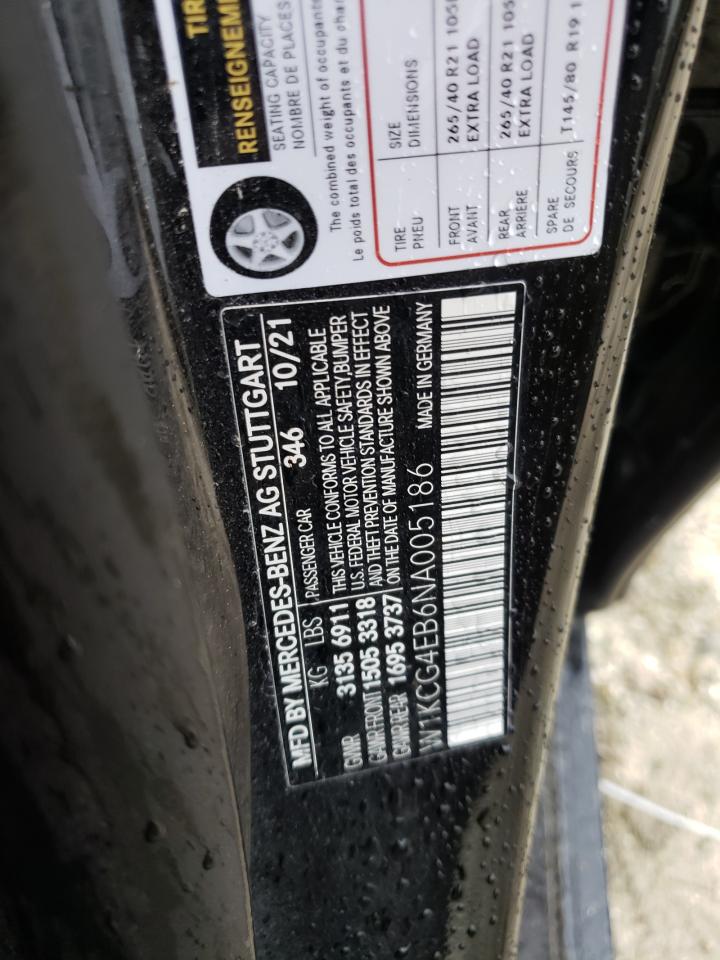 TIR
RENSEIGNEME
SEATING CAPACITY
NOMBRE DE PLACES
The combined weight of occupants
Le poids total des occupants et du char
TIRE
PNEU
SIZE
DIMENSIONS
FRONT
AVANT
265/40 R21 105
EXTRA LOAD
REAR
ARRIÈRE
265/40 R21 105
EXTRA LOAD
SPARE
DE SECOURS
T145/80 R19 1
MFD BY MERCEDES-BENZ AG STUTTGART
346 10/21
KG LBS
GVWR 3135 6911
GAWR FRONT 1505 3318
GAWR REAR 1695 3737
PASSENGER CAR
THIS VEHICLE CONFORMS TO ALL APPLICABLE
U.S. FEDERAL MOTOR VEHICLE SAFETY, BUMPER
AND THEFT PREVENTION STANDARDS IN EFFECT
ON THE DATE OF MANUFACTURE SHOWN ABOVE
W1KCG4EB6NA005186 MADE IN GERMANY